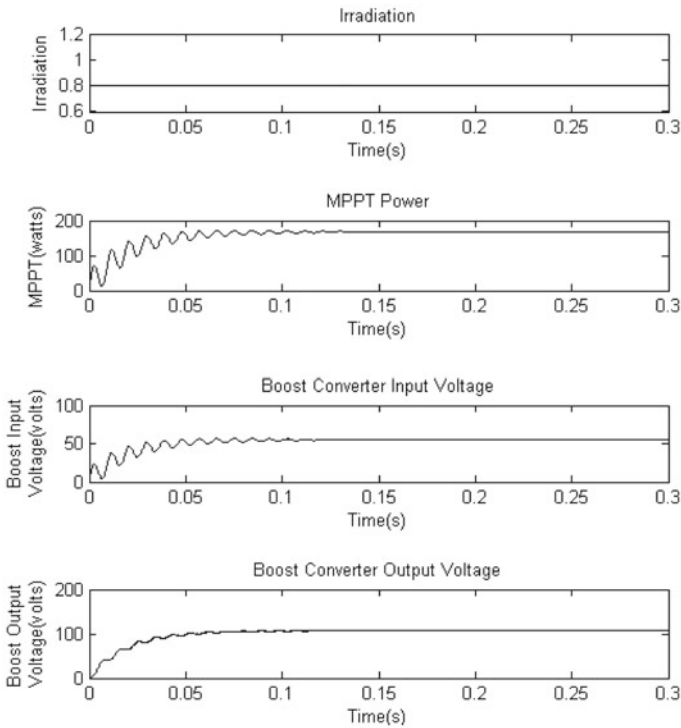 Irradiation
1.2
1
0.8
0.6
Irradiation
0 0.05 0.1 0.15 0.2 0.25 0.3
Time(s)
MPPT Power
200
100
0
MPPT(watts)
0 0.05 0.1 0.15 0.2 0.25 0.3
Time(s)
Boost Converter Input Voltage
100
50
0
Boost Input
Voltage(volts)
0 0.05 0.1 0.15 0.2 0.25 0.3
Time(s)
Boost Converter Output Voltage
200
100
0
Boost Output
Voltage(volts)
0 0.05 0.1 0.15 0.2 0.25 0.3
Time(s)